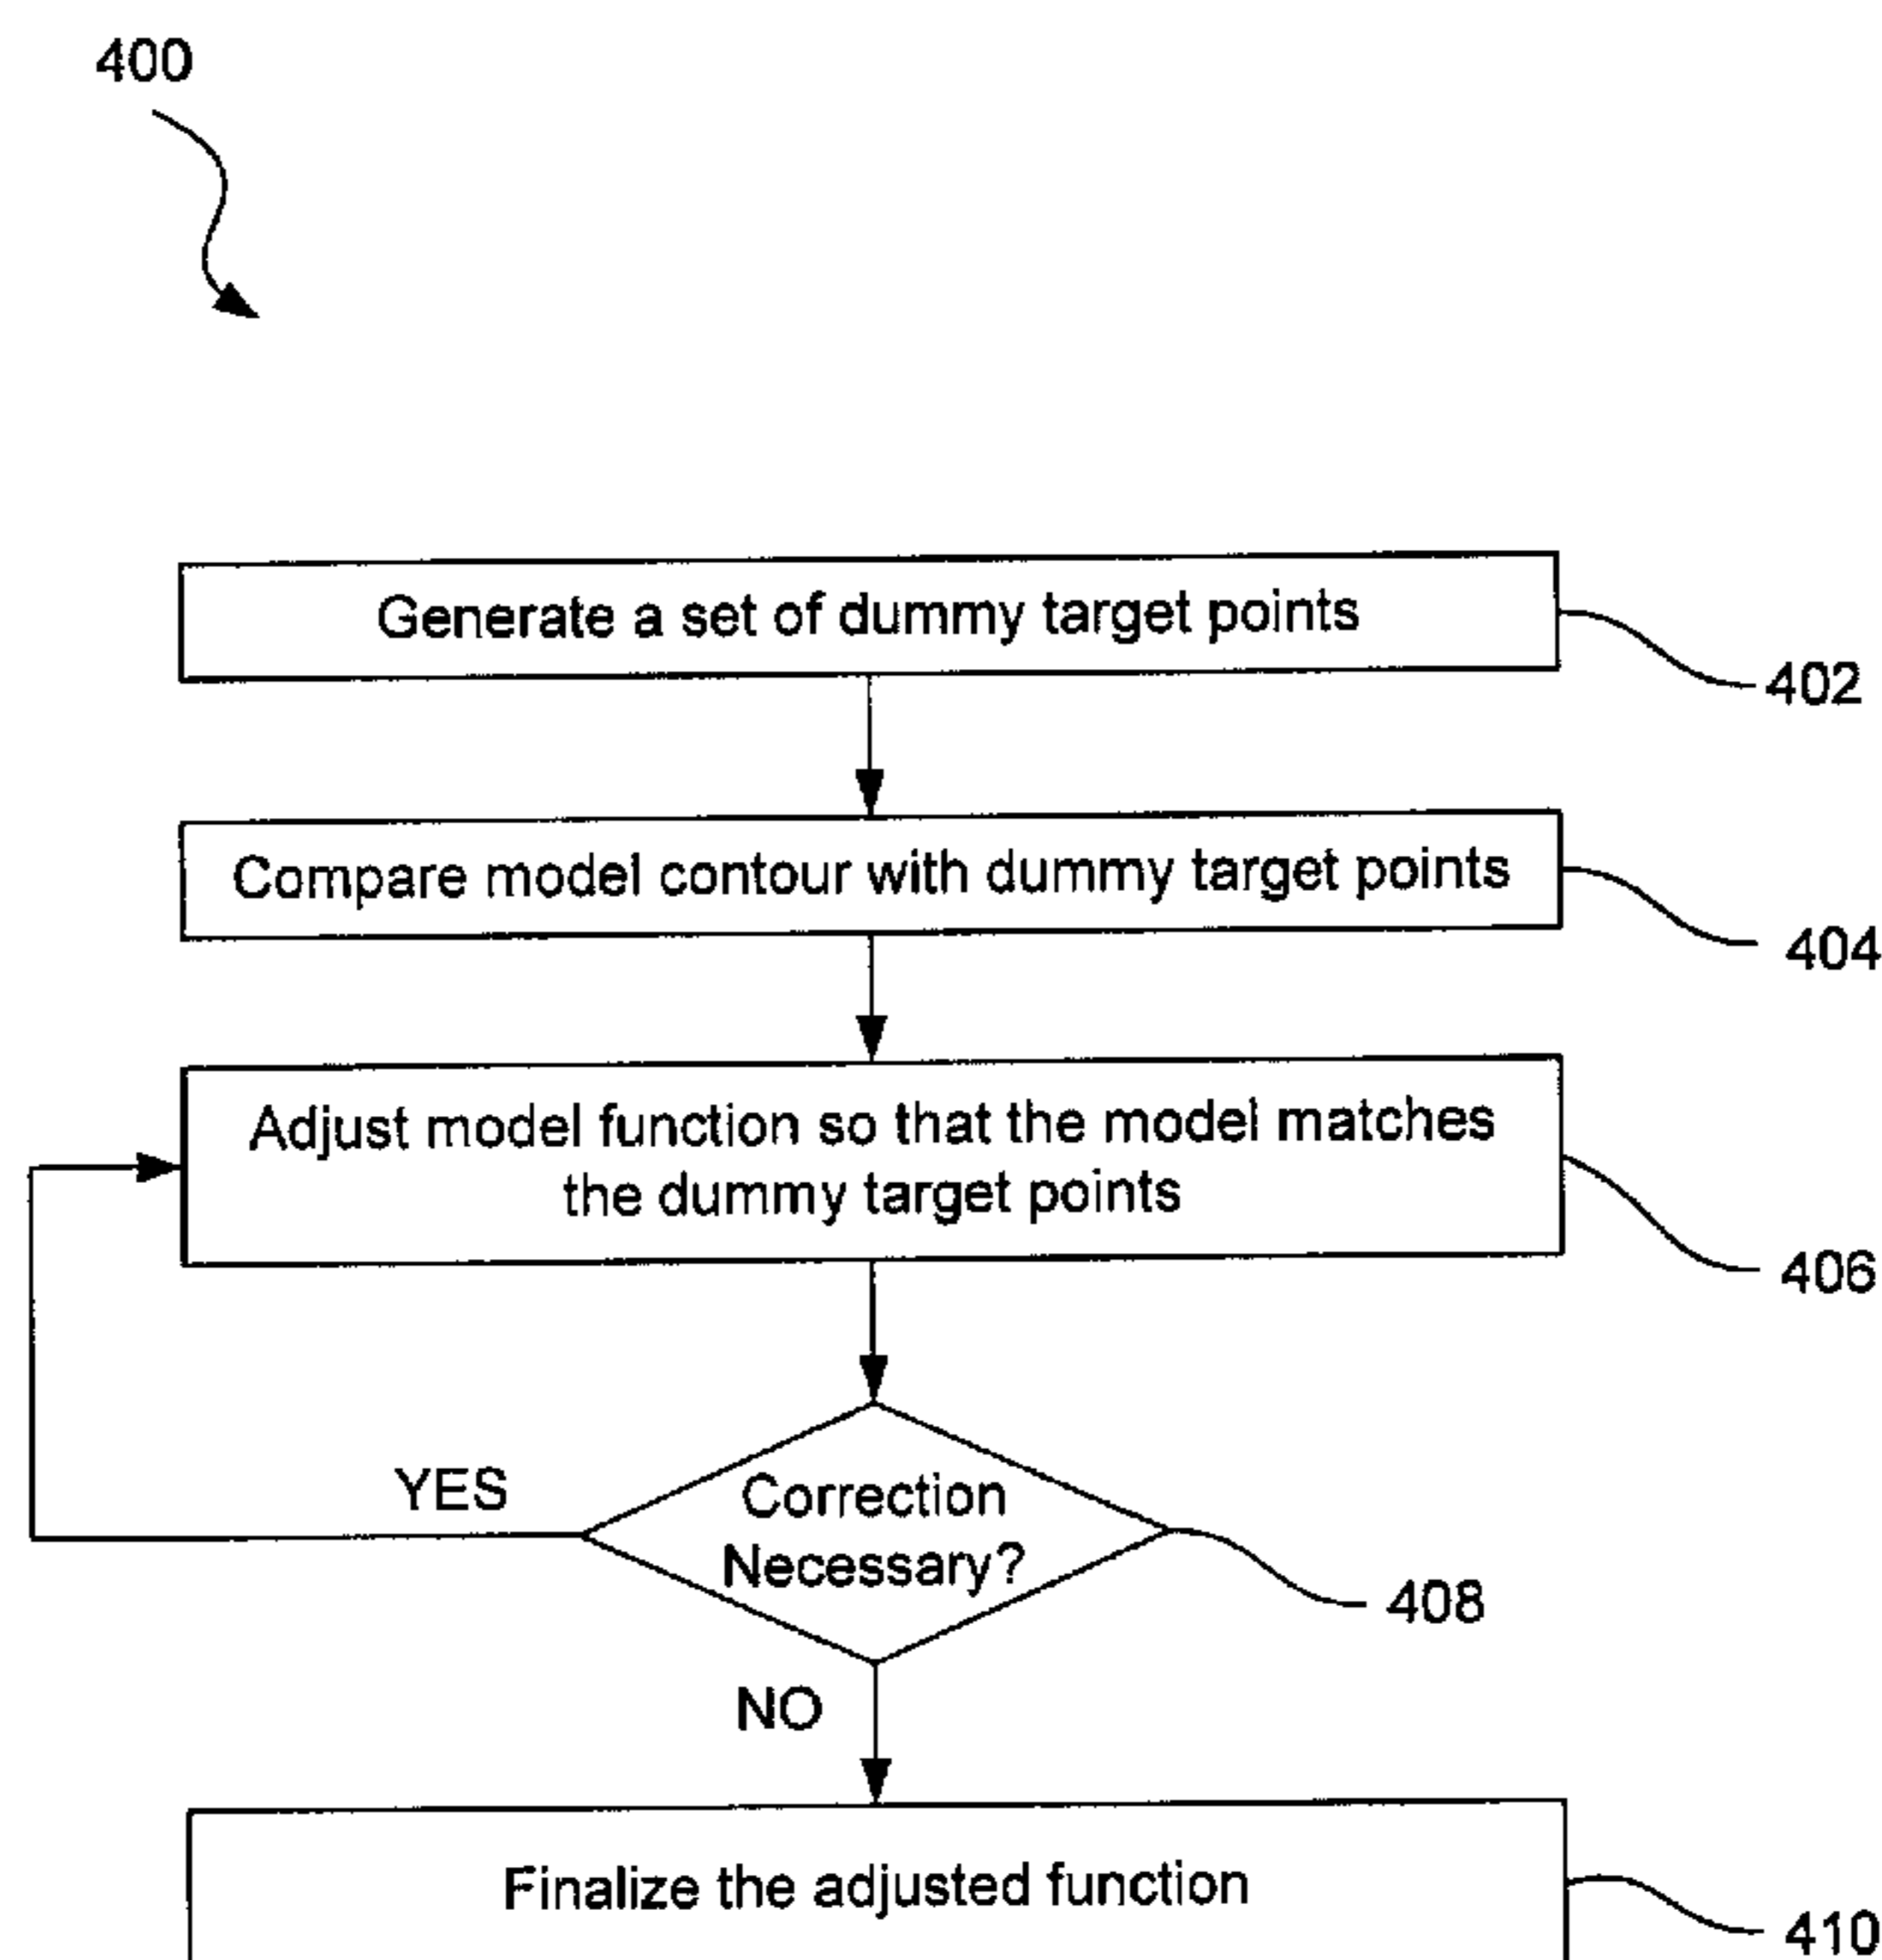 400
Generate a set of dummy target points
402
Compare model contour with dummy target points
404
Adjust model function so that the model matches
the dummy target points
406
YES
Correction
Necessary?
408
NO
Finalize the adjusted function
410